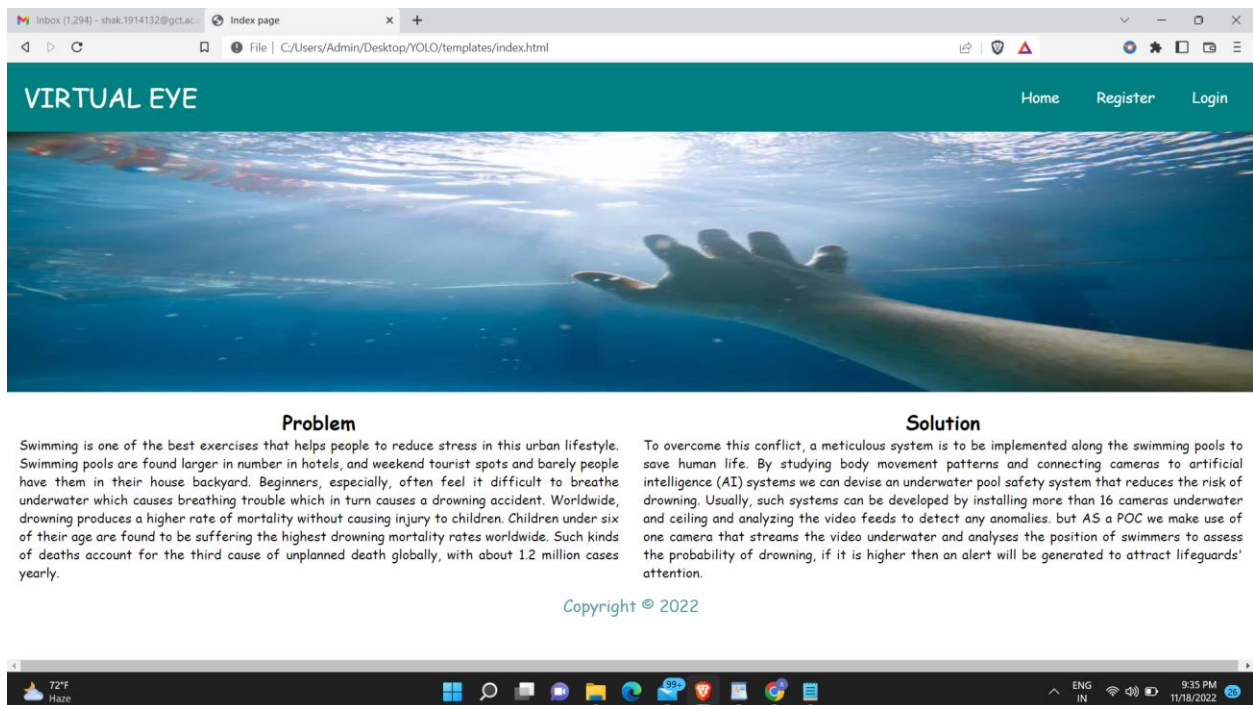 Inbox (1,294) - shak.1914132@gct.ac.
Index page
File | C:/Users/Admin/Desktop/YOLO/templates/index.html
VIRTUAL EYE
Home Register Login
Problem
Swimming is one of the best exercises that helps people to reduce stress in this urban lifestyle.
Swimming pools are found larger in number in hotels, and weekend tourist spots and barely people
have them in their house backyard. Beginners, especially, often feel it difficult to breathe
underwater which causes breathing trouble which in turn causes a drowning accident. Worldwide,
drowning produces a higher rate of mortality without causing injury to children. Children under six
of their age are found to be suffering the highest drowning mortality rates worldwide. Such kinds
of deaths account for the third cause of unplanned death globally, with about 1.2 million cases
yearly.
Solution
To overcome this conflict, a meticulous system is to be implemented along the swimming pools to
save human life. By studying body movement patterns and connecting cameras to artificial
intelligence (AI) systems we can devise an underwater pool safety system that reduces the risk of
drowning. Usually, such systems can be developed by installing more than 16 cameras underwater
and ceiling and analyzing the video feeds to detect any anomalies. but AS a POC we make use of
one camera that streams the video underwater and analyses the position of swimmers to assess
the probability of drowning, if it is higher then an alert will be generated to attract lifeguards'
attention.
Copyright © 2022
72°F
Haze
99+
ENG
IN
9:35 PM
11/18/2022
26